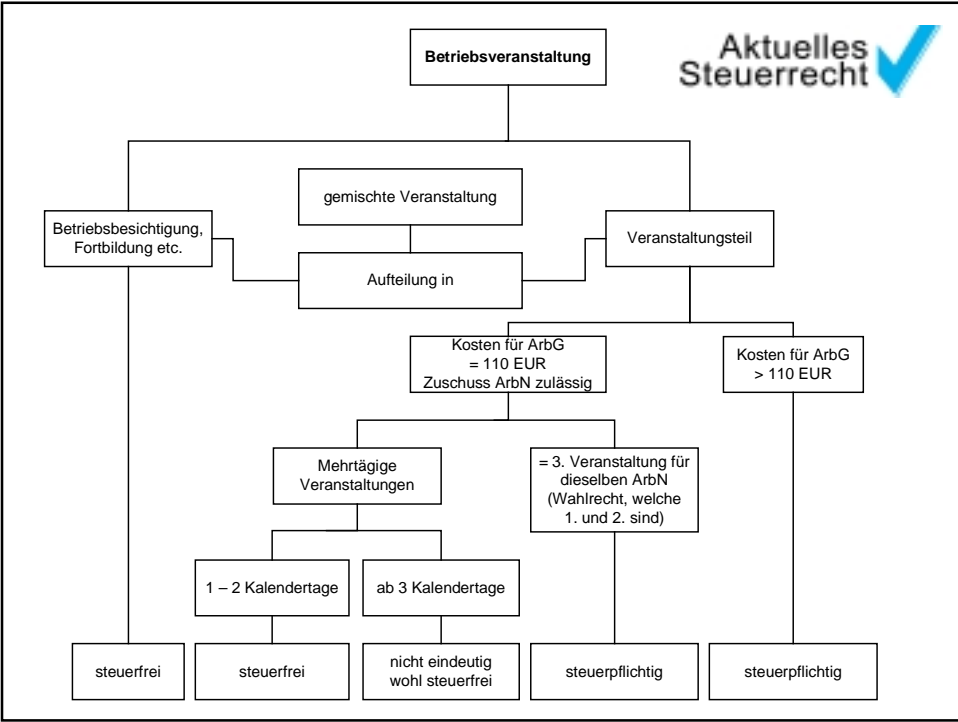 Betriebsveranstaltung
Aktuelles
Steuerrecht
gemischte Veranstaltung
Betriebsbesichtigung,
Fortbildung etc.
Veranstaltungsteil
Aufteilung in
Kosten für ArbG
= 110 EUR
Zuschuss ArbN zulässig
Kosten für ArbG
> 110 EUR
Mehrtägige
Veranstaltungen
= 3. Veranstaltung für
dieselben ArbN
(Wahlrecht, welche
1. und 2. sind)
1 – 2 Kalendertage
ab 3 Kalendertage
steuerfrei
steuerfrei
nicht eindeutig
wohl steuerfrei
steuerpflichtig
steuerpflichtig